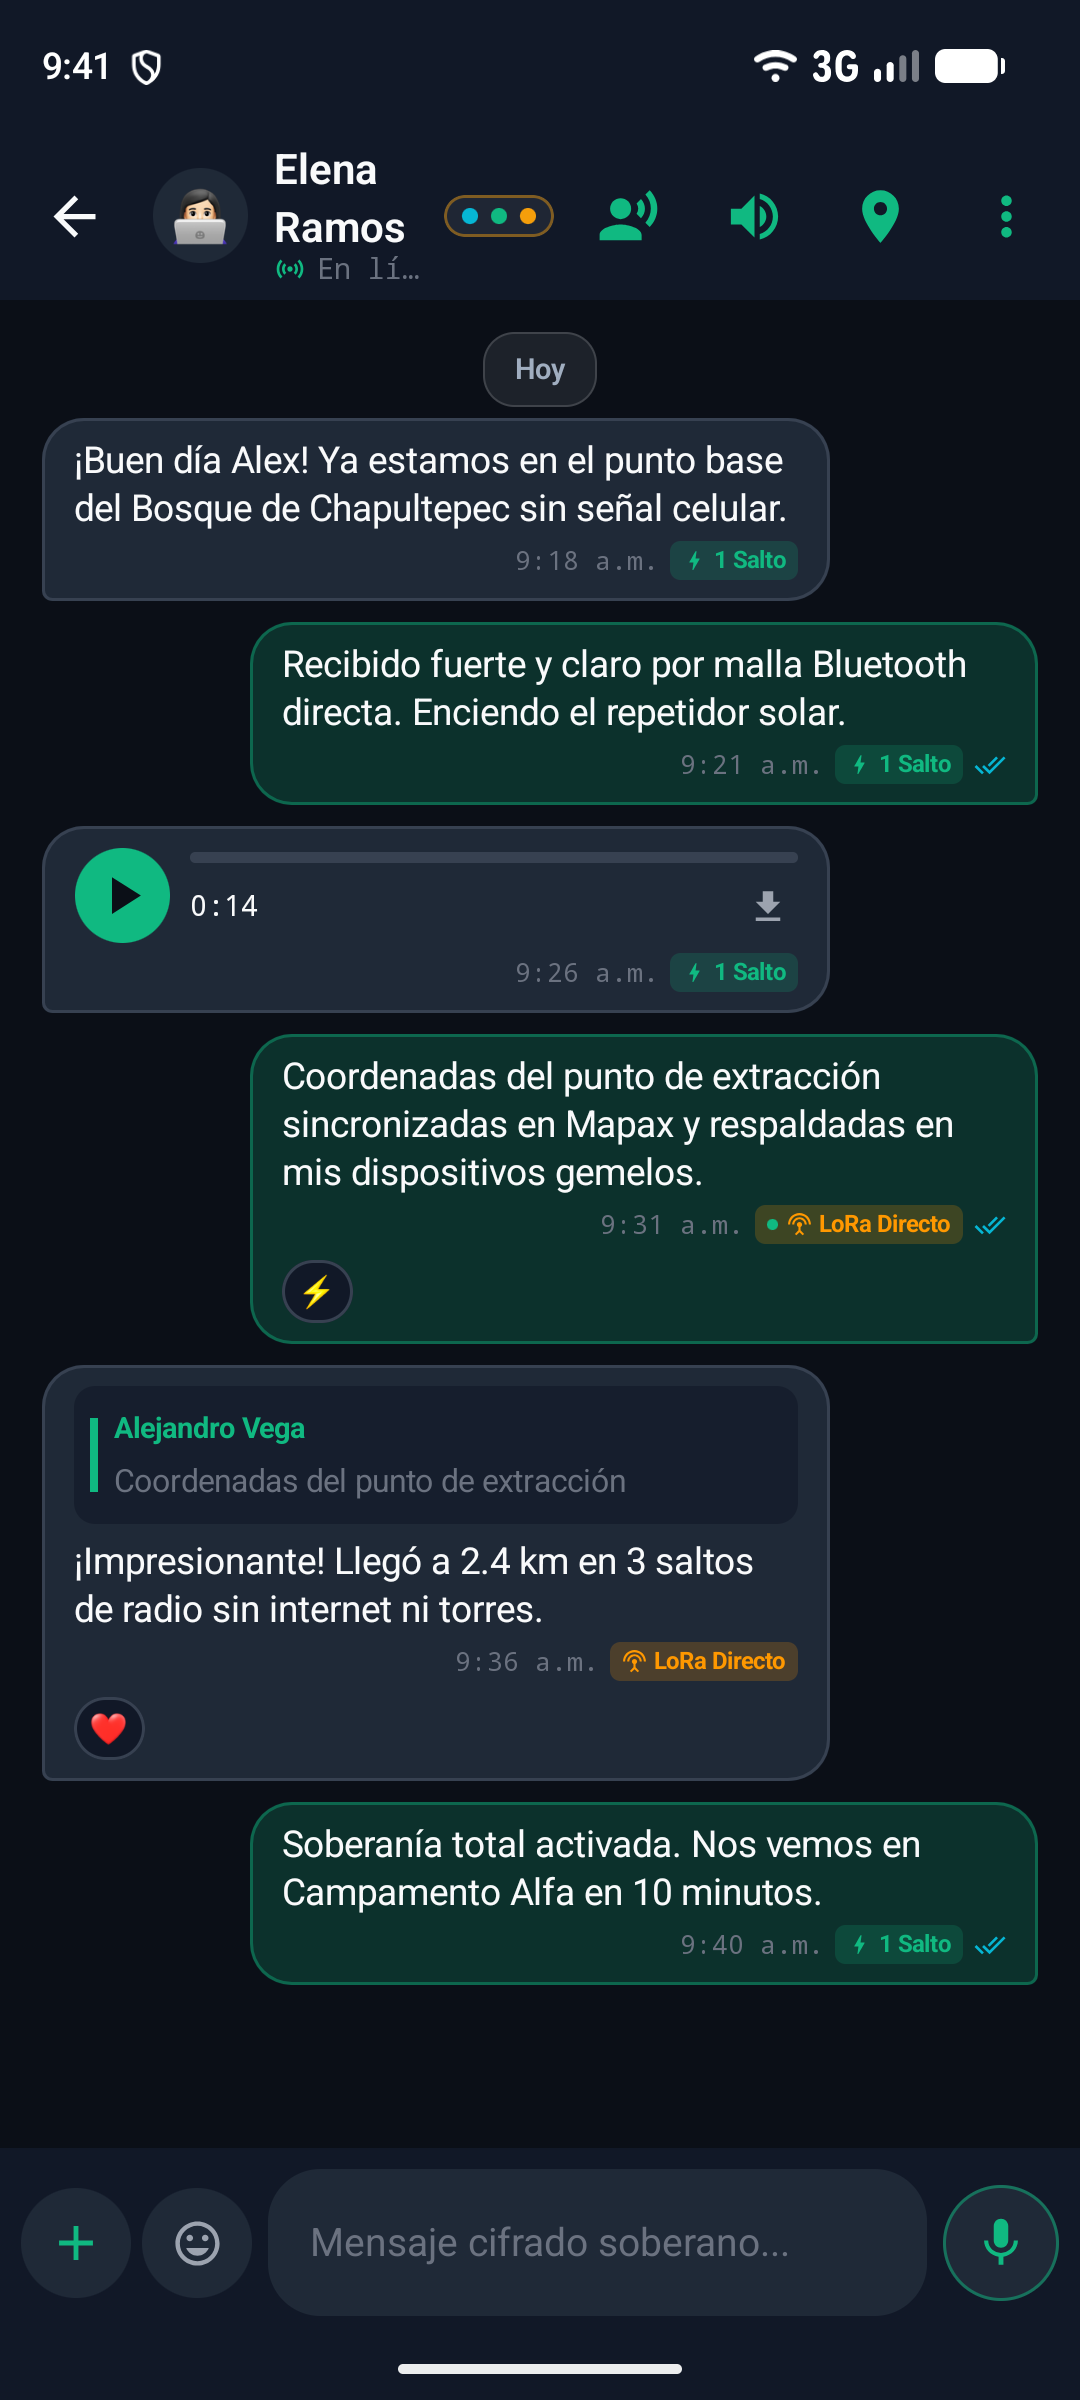 9:41
3G
Elena
Ramos
En lí…
Hoy
¡Buen día Alex! Ya estamos en el punto base
del Bosque de Chapultepec sin señal celular.
9:18 a.m.
1 Salto
Recibido fuerte y claro por malla Bluetooth
directa. Enciendo el repetidor solar.
9:21 a.m.
1 Salto
0:14
9:26 a.m.
1 Salto
Coordenadas del punto de extracción
sincronizadas en Mapax y respaldadas en
mis dispositivos gemelos.
9:31 a.m.
LoRa Directo
Alejandro Vega
Coordenadas del punto de extracción
¡Impresionante! Llegó a 2.4 km en 3 saltos
de radio sin internet ni torres.
9:36 a.m.
LoRa Directo
Soberanía total activada. Nos vemos en
Campamento Alfa en 10 minutos.
9:40 a.m.
1 Salto
Mensaje cifrado soberano...